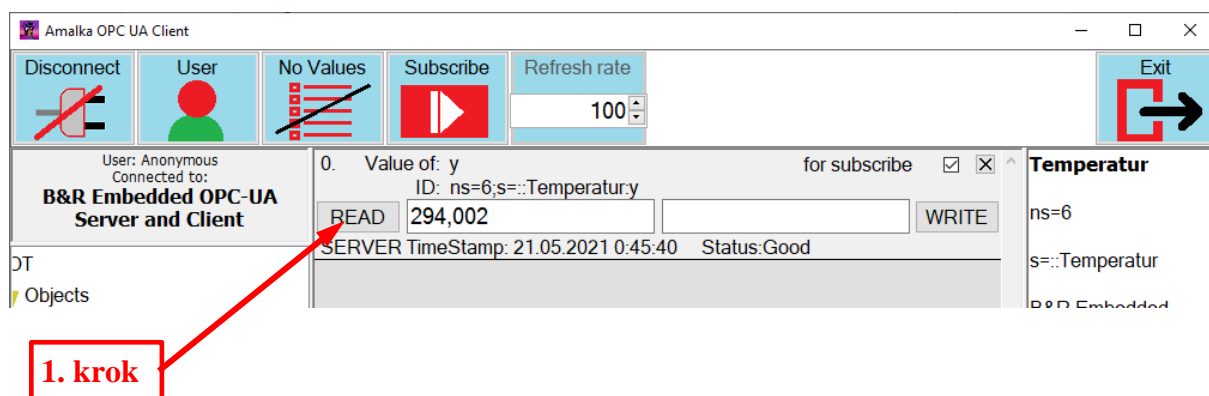 Amalka OPC UA Client
Disconnect User No Values Subscribe Refresh rate Exit
100
User: Anonymous
Connected to:
B&R Embedded OPC-UA
Server and Client
0. Value of: y for subscribe
ID: ns=6;s=::Temperatur:y
READ 294,002 WRITE
SERVER TimeStamp: 21.05.2021 0:45:40 Status:Good
OT
Objects
Temperatur
ns=6
s=::Temperatur
B&R Embedded
1. krok